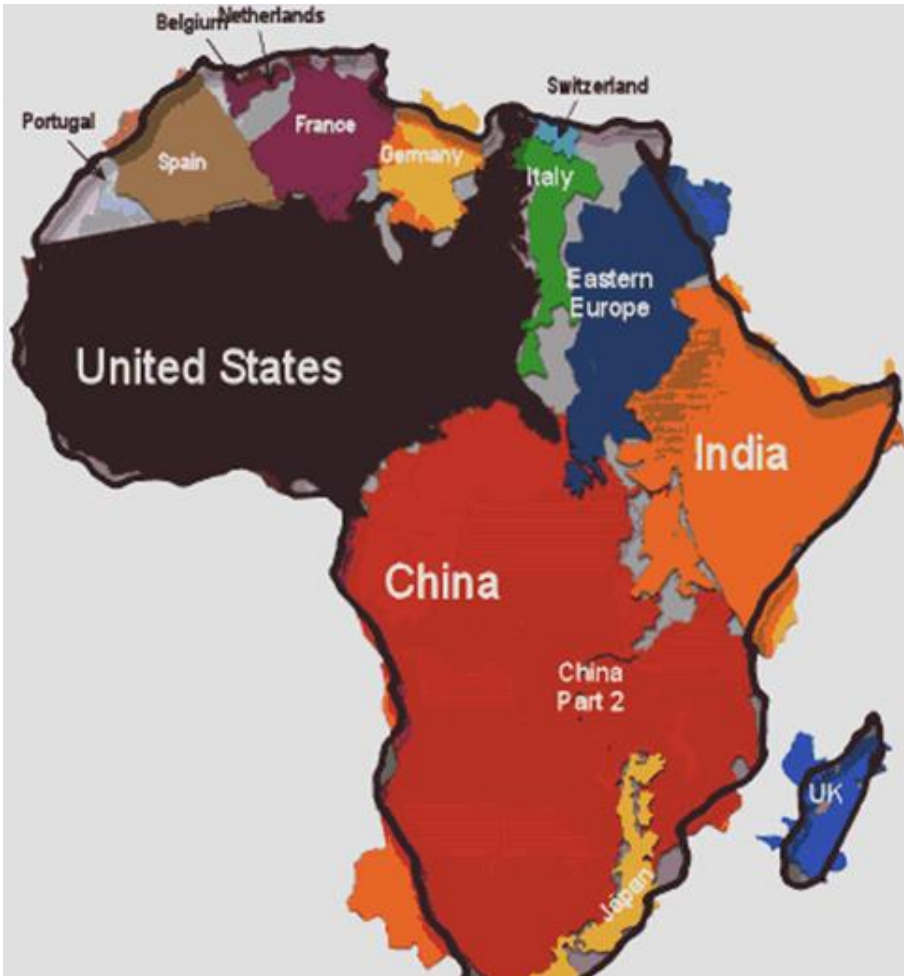 Netherlands
Belgium
Switzerland
Portugal
France
Spain
Germany
Italy
Eastern
Europe
United States
India
China
China
Part 2
UK
Japan